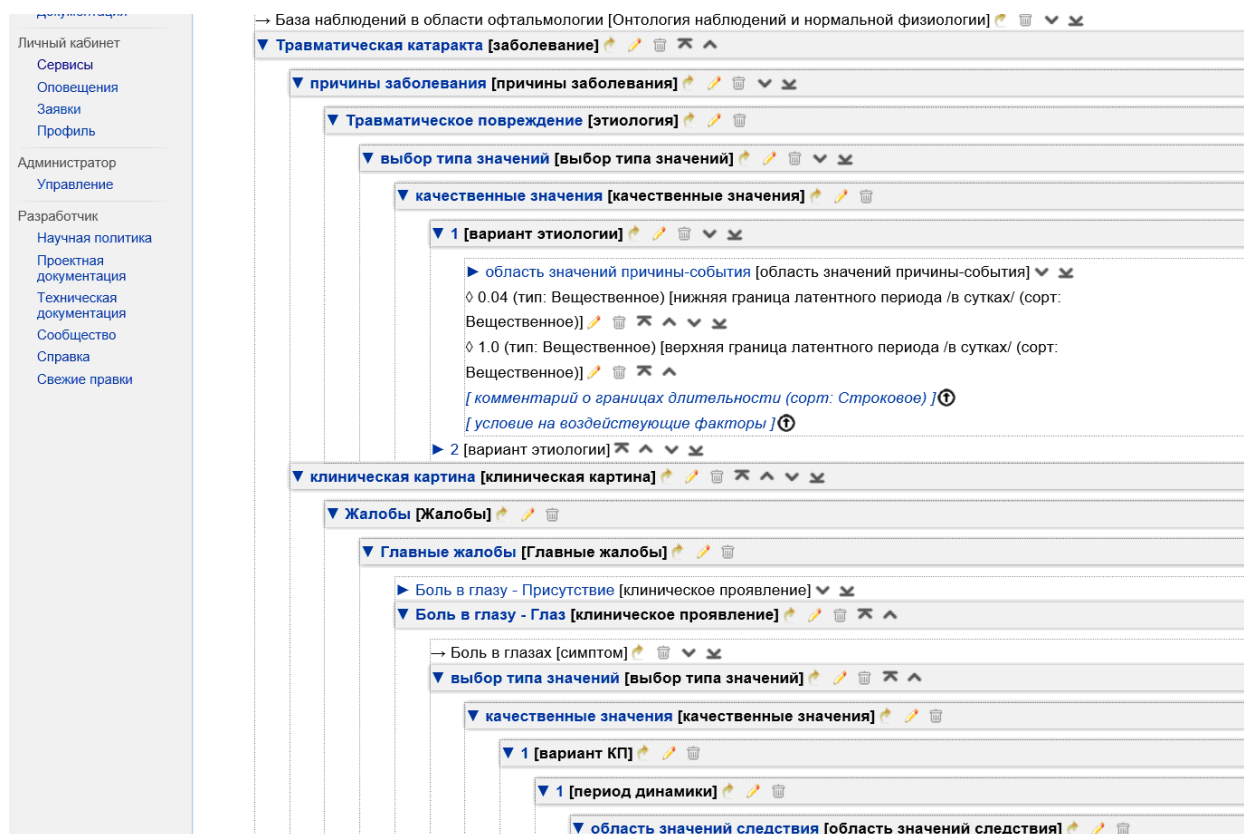 документация
Личный кабинет
Сервисы
Оповещения
Заявки
Профиль
Администратор
Управление
Разработчик
Научная политика
Проектная
документация
Техническая
документация
Сообщество
Справка
Свежие правки
→ База наблюдений в области офтальмологии [Онтология наблюдений и нормальной физиологии]
▼ Травматическая катаракта [заболевание]
▼ причины заболевания [причины заболевания]
▼ Травматическое повреждение [этиология]
▼ выбор типа значений [выбор типа значений]
▼ качественные значения [качественные значения]
▼ 1 [вариант этиологии]
► область значений причины-события [область значений причины-события]
◊ 0.04 (тип: Вещественное) [нижняя граница латентного периода /в сутках/ (сорт:
Вещественное)]
◊ 1.0 (тип: Вещественное) [верхняя граница латентного периода /в сутках/ (сорт:
Вещественное)]
[ комментарий о границах длительности (сорт: Строковое) ]
[ условие на воздействующие факторы ]
► 2 [вариант этиологии]
▼ клиническая картина [клиническая картина]
▼ Жалобы [Жалобы]
▼ Главные жалобы [Главные жалобы]
► Боль в глазу - Присутствие [клиническое проявление]
▼ Боль в глазу - Глаз [клиническое проявление]
→ Боль в глазах [симптом]
▼ выбор типа значений [выбор типа значений]
▼ качественные значения [качественные значения]
▼ 1 [вариант КП]
▼ 1 [период динамики]
▼ область значений следствия [область значений следствия]